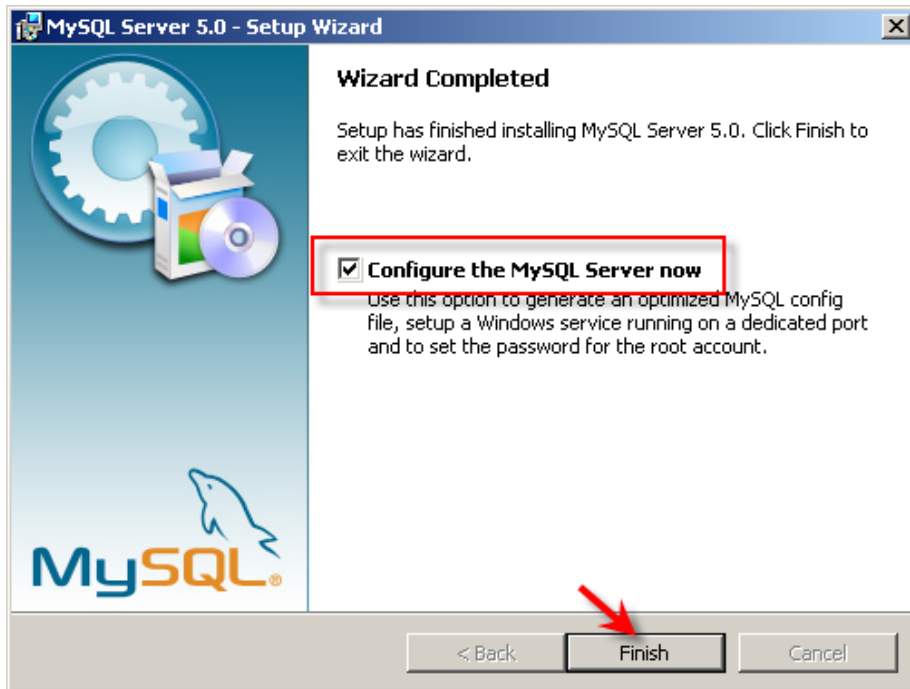 MySQL Server 5.0 - Setup Wizard
Wizard Completed
Setup has finished installing MySQL Server 5.0. Click Finish to
exit the wizard.
Configure the MySQL Server now
Use this option to generate an optimized MySQL config
file, setup a Windows service running on a dedicated port
and to set the password for the root account.
MySQL®
< Back
Finish
Cancel